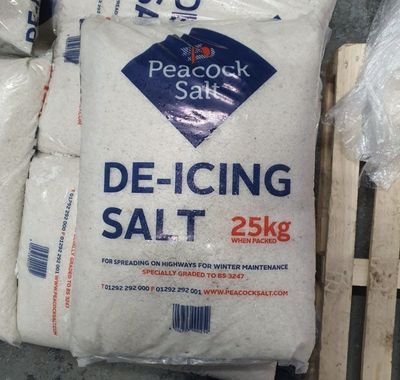 Peacock
Salt
DE-ICING
SALT 25kg
WHEN PACKED
FOR SPREADING ON HIGHWAYS FOR WINTER MAINTENANCE
SPECIALLY GRADED TO BS 3247
T 01292 292 000 F 01292 292 001 WWW.PEACOCKSALT.COM